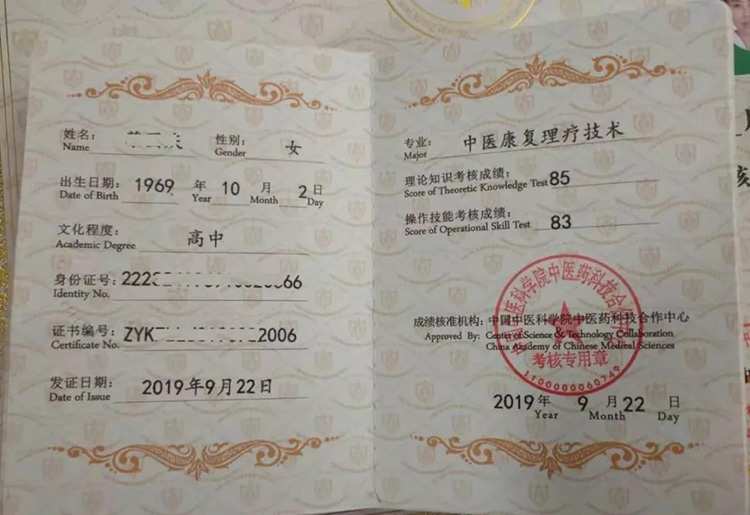 姓名：
Name
性别：
Gender
女
出生日期：1969 年 10 月 2 日
Date of Birth Year Month Day
文化程度：
Academic Degree
高中
身份证号：2223 66
Identity No.
证书编号：ZYK 2006
Certificate No.
发证日期：
Date of Issue
2019年9月22日
专业：
Major
中医康复理疗技术
理论知识考核成绩：
Score of Theoretic Knowledge Test 85
操作技能考核成绩：
Score of Operational Skill Test 83
成绩核准机构：中国中医科学院中医药科技合作中心
Approved By: Center of Science & Technology Collaboration
China Academy of Chinese Medical Sciences
考核专用章
1100000060749
2019 年 9 月 22 日
Year Month Day